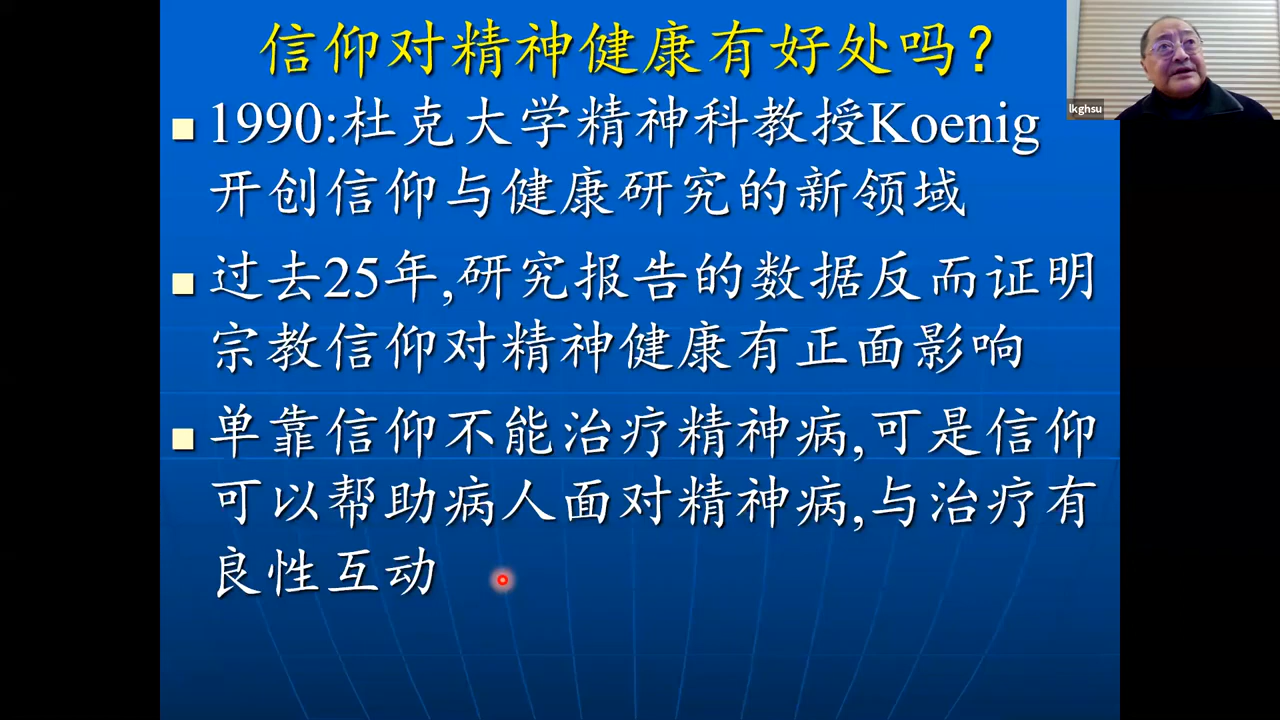 信仰对精神健康有好处吗?
1990:杜克大学精神科教授Koenig
开创信仰与健康研究的新领域
过去25年,研究报告的数据反而证明
宗教信仰对精神健康有正面影响
单靠信仰不能治疗精神病,可是信仰
可以帮助病人面对精神病,与治疗有
良性互动
lkghsu